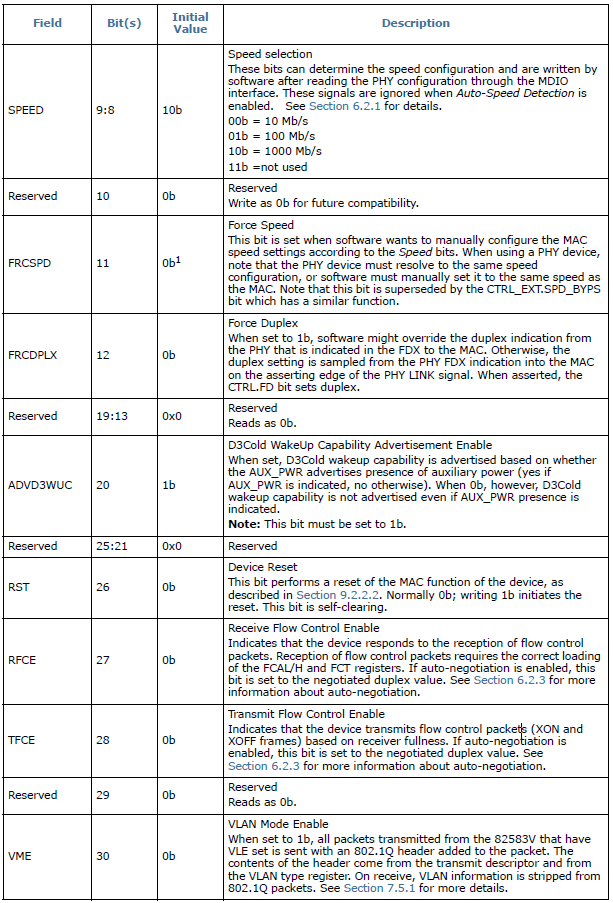 Field Bit(s) Initial Value Description
Speed selection
These bits can determine the speed configuration and are written by
software after reading the PHY configuration through the MDIO
interface. These signals are ignored when Auto-Speed Detection is
enabled. See Section 6.2.1 for details.
SPEED 9:8 10b
00b = 10 Mb/s
01b = 100 Mb/s
10b = 1000 Mb/s
11b =not used
Reserved 10 0b Reserved
Write as 0b for future compatibility.
Force Speed
This bit is set when software wants to manually configure the MAC
speed settings according to the Speed bits. When using a PHY device,
FRCSPD 11 0b1 note that the PHY device must resolve to the same speed
configuration, or software must manually set it to the same speed as
the MAC. Note that this bit is superseded by the CTRL_EXT.SPD_BYPS
bit which has a similar function.
Force Duplex
When set to 1b, software might override the duplex indication from
the PHY that is indicated in the FDX to the MAC. Otherwise, the
FRCDPLX 12 0b duplex setting is sampled from the PHY FDX indication into the MAC
on the asserting edge of the PHY LINK signal. When asserted, the
CTRL.FD bit sets duplex.
Reserved 19:13 0x0 Reserved
Reads as 0b.
D3Cold WakeUp Capability Advertisement Enable
When set, D3Cold wakeup capability is advertised based on whether
the AUX_PWR advertises presence of auxiliary power (yes if
ADVD3WUC 20 1b AUX_PWR is indicated, no otherwise). When 0b, however, D3Cold
wakeup capability is not advertised even if AUX_PWR presence is
indicated.
Note: This bit must be set to 1b.
Reserved 25:21 0x0 Reserved
Device Reset
This bit performs a reset of the MAC function of the device, as
RST 26 0b described in Section 9.2.2.2. Normally 0b; writing 1b initiates the
reset. This bit is self-clearing.
Receive Flow Control Enable
Indicates that the device responds to the reception of flow control
packets. Reception of flow control packets requires the correct loading
RFCE 27 0b of the FCAL/H and FCT registers. If auto-negotiation is enabled, this
bit is set to the negotiated duplex value. See Section 6.2.3 for more
information about auto-negotiation.
Transmit Flow Control Enable
Indicates that the device transmits flow control packets (XON and
TFCE 28 0b XOFF frames) based on receiver fullness. If auto-negotiation is
enabled, this bit is set to the negotiated duplex value. See
Section 6.2.3 for more information about auto-negotiation.
Reserved 29 0b Reserved
Reads as 0b.
VLAN Mode Enable
When set to 1b, all packets transmitted from the 82583V that have
VLE set is sent with an 802.1Q header added to the packet. The
VME 30 0b contents of the header come from the transmit descriptor and from
the VLAN type register. On receive, VLAN information is stripped from
802.1Q packets. See Section 7.5.1 for more details.